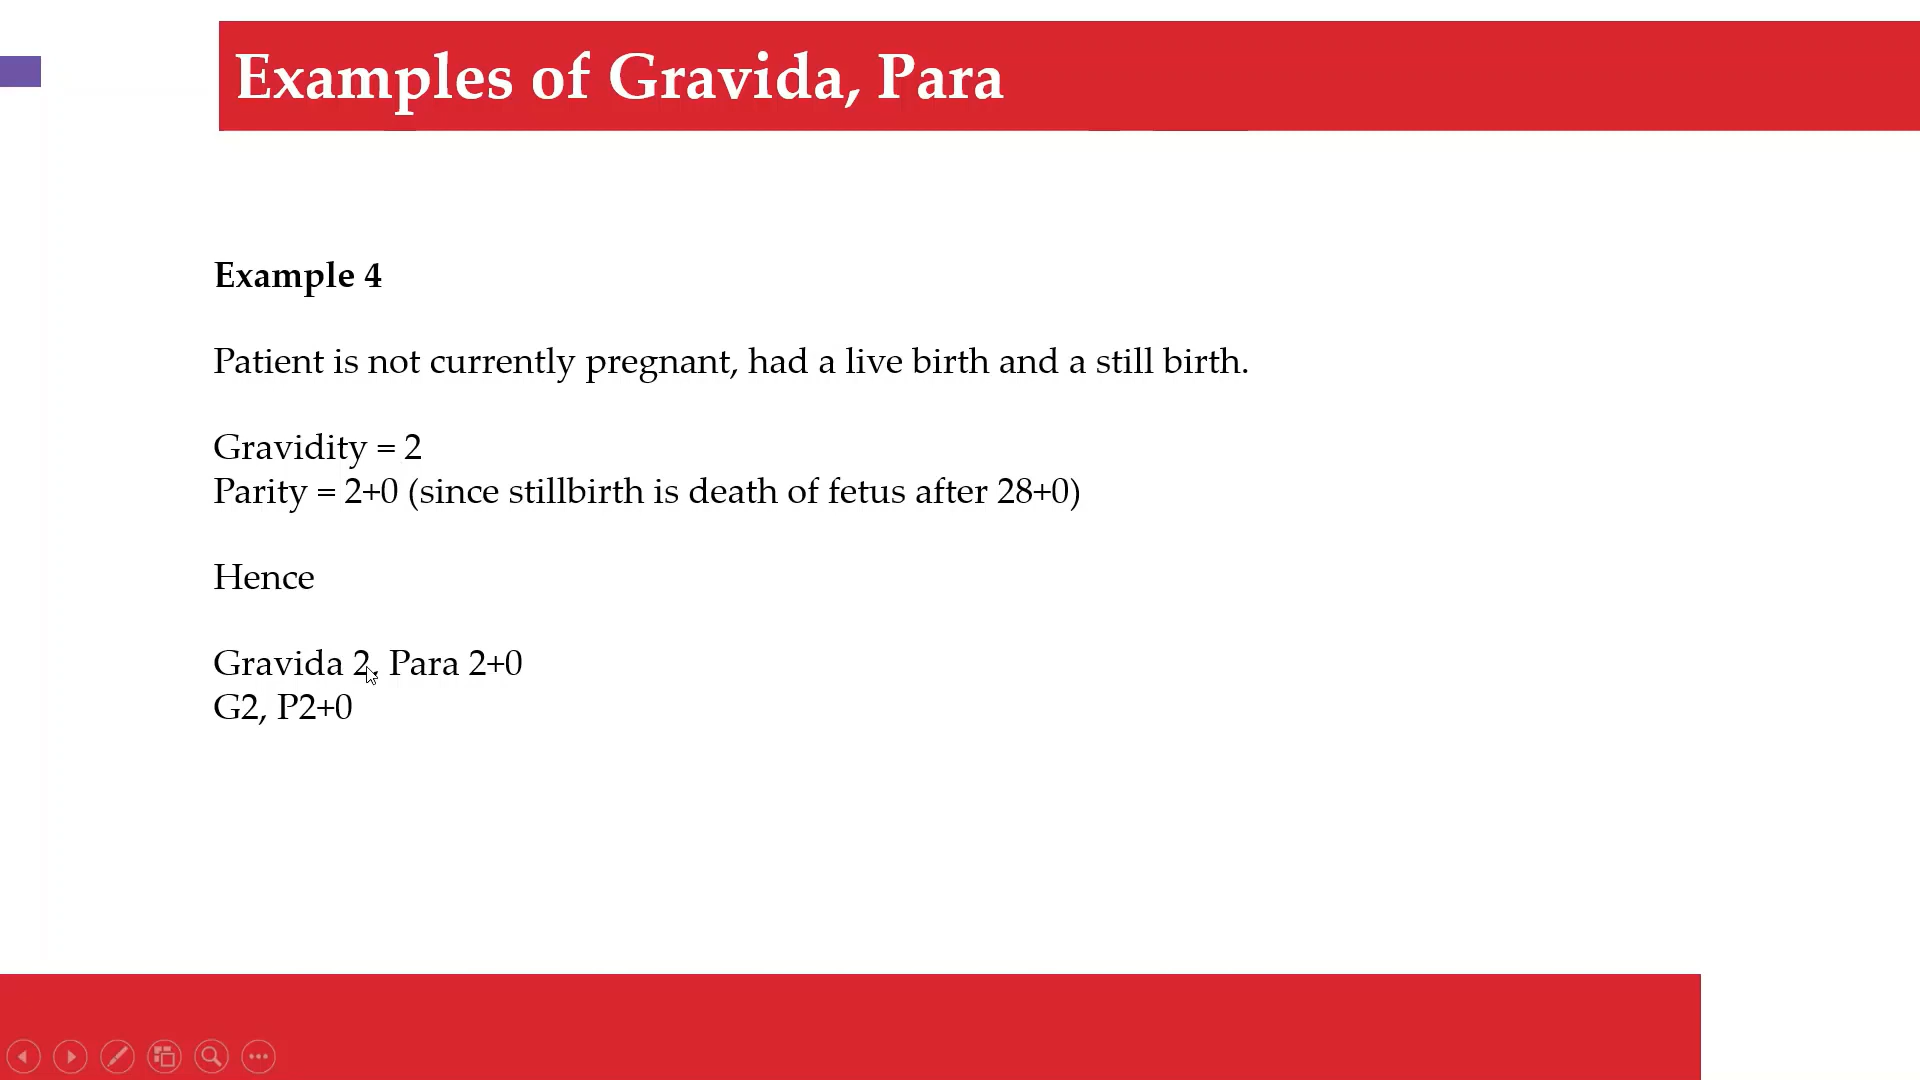 Examples of Gravida, Para
Example 4
Patient is not currently pregnant, had a live birth and a still birth.
Gravidity = 2
Parity = 2+0 (since stillbirth is death of fetus after 28+0)
Hence
Gravida 2, Para 2+0
G2, P2+0